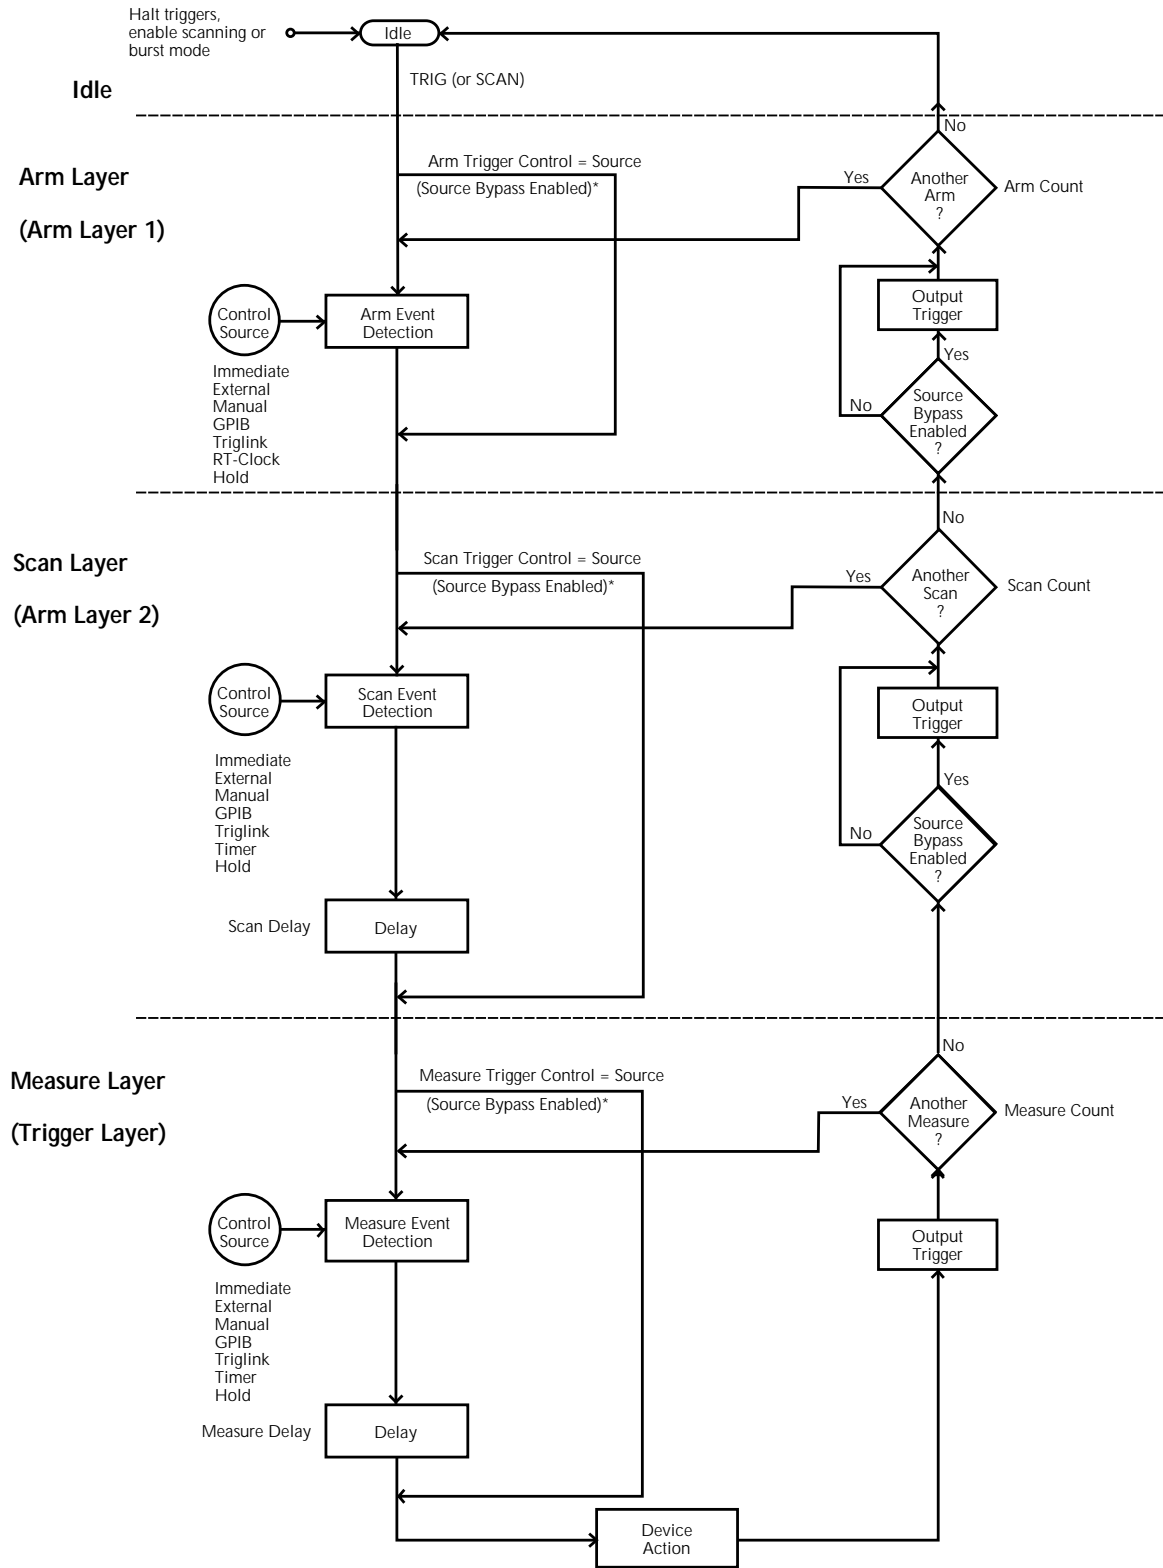 Halt triggers,
enable scanning or
burst mode
Idle
TRIG (or SCAN)
Idle
No
Arm Layer
(Arm Layer 1)
Arm Trigger Control = Source
(Source Bypass Enabled)*
Yes
Another
Arm
?
Arm Count
Control
Source
Arm Event
Detection
Output
Trigger
Immediate
External
Manual
GPIB
Triglink
RT-Clock
Hold
Yes
No
Source
Bypass
Enabled
?
No
Scan Layer
(Arm Layer 2)
Scan Trigger Control = Source
(Source Bypass Enabled)*
Yes
Another
Scan
?
Scan Count
Control
Source
Scan Event
Detection
Output
Trigger
Immediate
External
Manual
GPIB
Triglink
Timer
Hold
Yes
No
Source
Bypass
Enabled
?
Scan Delay
Delay
No
Measure Layer
(Trigger Layer)
Measure Trigger Control = Source
(Source Bypass Enabled)*
Yes
Another
Measure
?
Measure Count
Control
Source
Measure Event
Detection
Output
Trigger
Immediate
External
Manual
GPIB
Triglink
Timer
Hold
Measure Delay
Delay
Device
Action